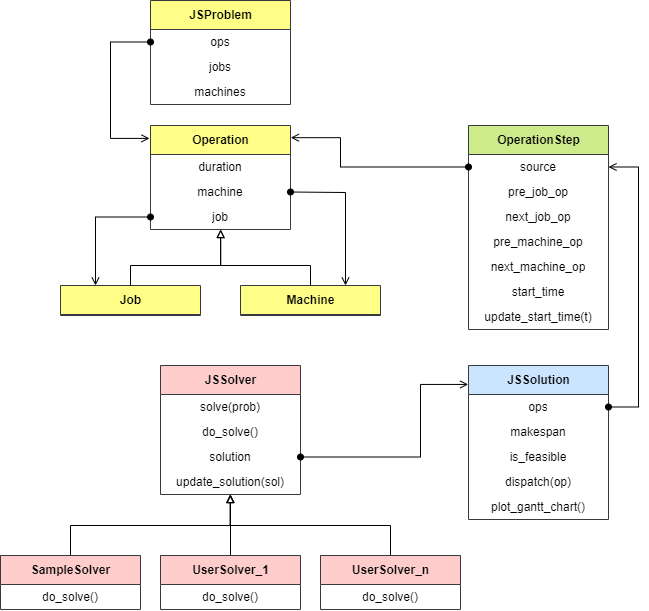 JSProblem
ops
jobs
machines
Operation
duration
machine
job
Job
Machine
OperationStep
source
pre_job_op
next_job_op
pre_machine_op
next_machine_op
start_time
update_start_time(t)
JSSolver
solve(prob)
do_solve()
solution
update_solution(sol)
JSSolution
ops
makespan
is_feasible
dispatch(op)
plot_gantt_chart()
SampleSolver
do_solve()
UserSolver_1
do_solve()
UserSolver_n
do_solve()